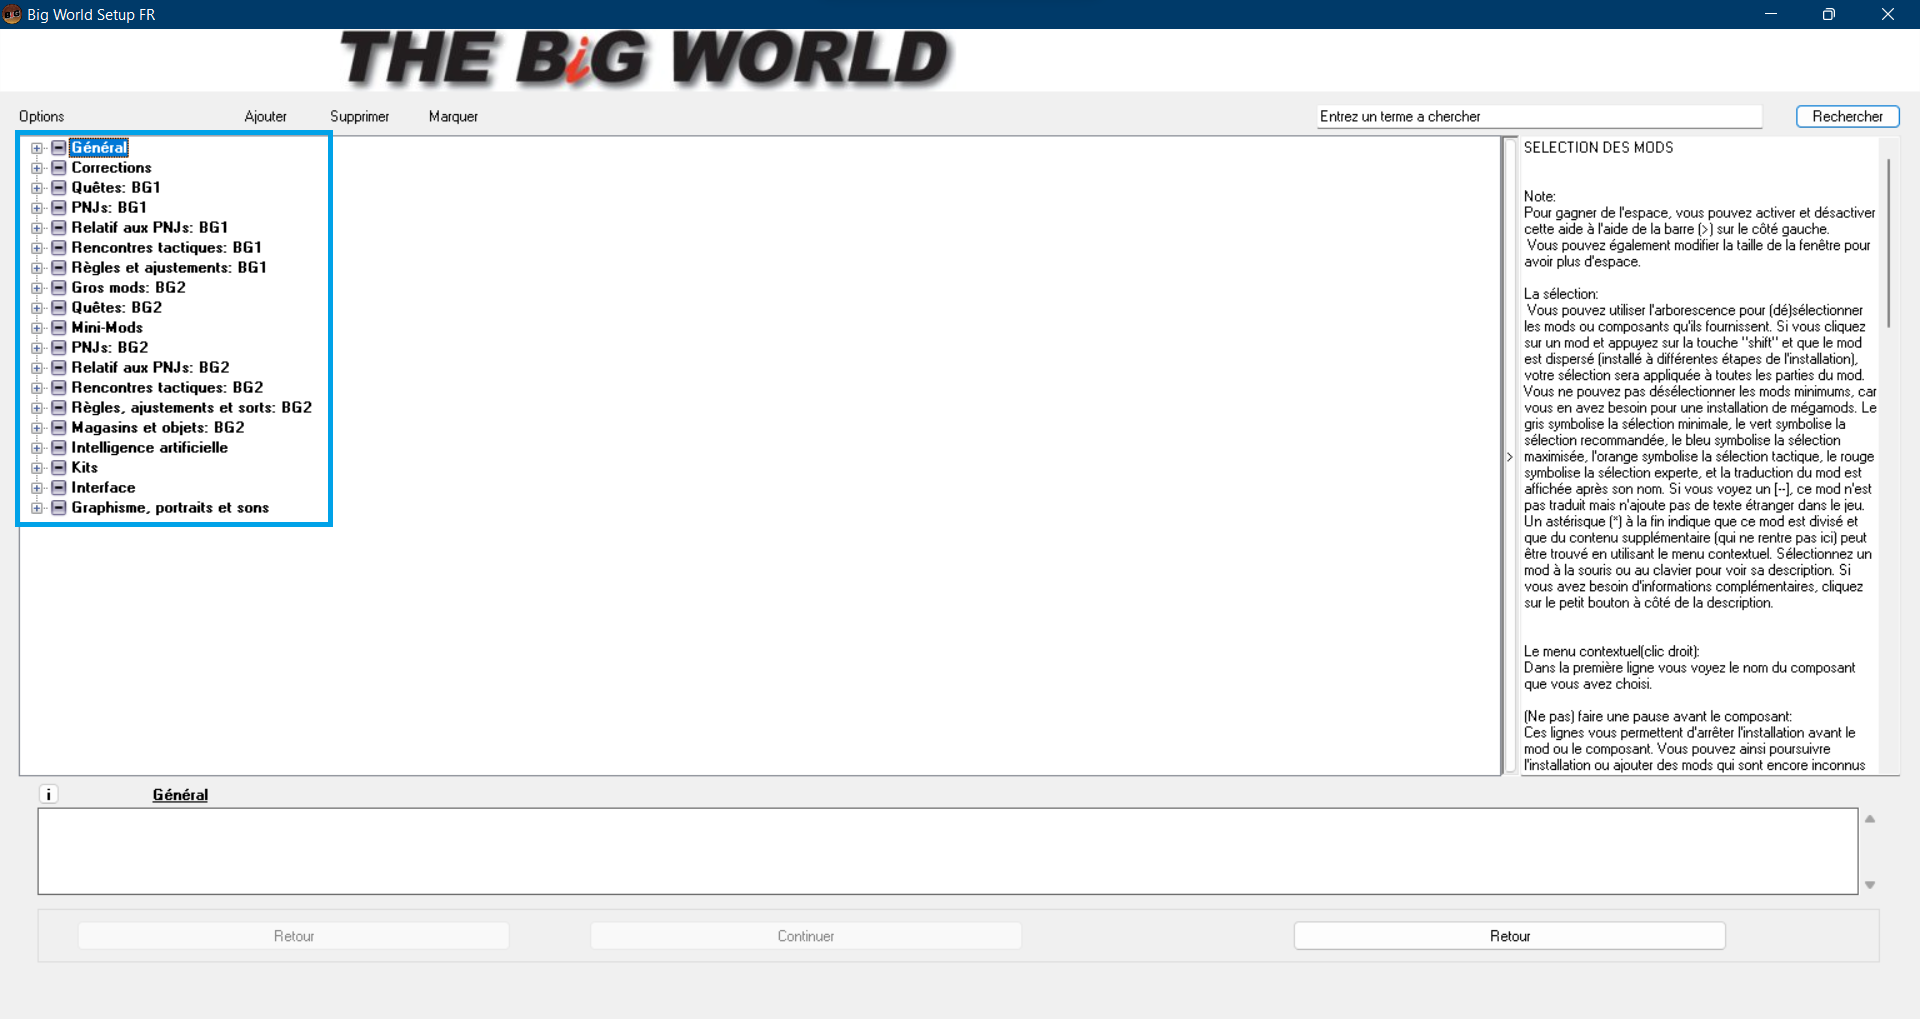 Big World Setup FR
THE BiG WORLD
Options Ajouter Supprimer Marquer Entrez un terme a chercher Rechercher
Général
Corrections
Quêtes: BG1
PNJs: BG1
Relatif aux PNJs: BG1
Rencontres tactiques: BG1
Règles et ajustements: BG1
Gros mods: BG2
Quêtes: BG2
Mini-Mods
PNJs: BG2
Relatif aux PNJs: BG2
Rencontres tactiques: BG2
Règles, ajustements et sorts: BG2
Magasins et objets: BG2
Intelligence artificielle
Kits
Interface
Graphisme, portraits et sons
>
SELECTION DES MODS
Note:
Pour gagner de l'espace, vous pouvez activer et désactiver
cette aide à l'aide de la barre (>) sur le côté gauche.
Vous pouvez également modifier la taille de la fenêtre pour
avoir plus d'espace.
La sélection:
Vous pouvez utiliser l'arborescence pour (dé)sélectionner
les mods ou composants qu'ils fournissent. Si vous cliquez
sur un mod et appuyez sur la touche "shift" et que le mod
est dispersé (installé à différentes étapes de l'installation),
votre sélection sera appliquée à toutes les parties du mod.
Vous ne pouvez pas désélectionner les mods minimums, car
vous en avez besoin pour une installation de mégamods. Le
gris symbolise la sélection minimale, le vert symbolise la
sélection recommandée, le bleu symbolise la sélection
maximisée, l'orange symbolise la sélection tactique, le rouge
symbolise la sélection experte, et la traduction du mod est
affichée après son nom. Si vous voyez un [--], ce mod n'est
pas traduit mais n'ajoute pas de texte étranger dans le jeu.
Un astérisque (*) à la fin indique que ce mod est divisé et
que du contenu supplémentaire (qui ne rentre pas ici) peut
être trouvé en utilisant le menu contextuel. Sélectionnez un
mod à la souris ou au clavier pour voir sa description. Si
vous avez besoin d'informations complémentaires, cliquez
sur le petit bouton à côté de la description.
Le menu contextuel(clic droit):
Dans la première ligne vous voyez le nom du composant
que vous avez choisi.
(Ne pas) faire une pause avant le composant:
Ces lignes vous permettent d'arrêter l'installation avant le
mod ou le composant. Vous pouvez ainsi poursuivre
l'installation ou ajouter des mods qui sont encore inconnus
i Général
Retour Continuer Retour